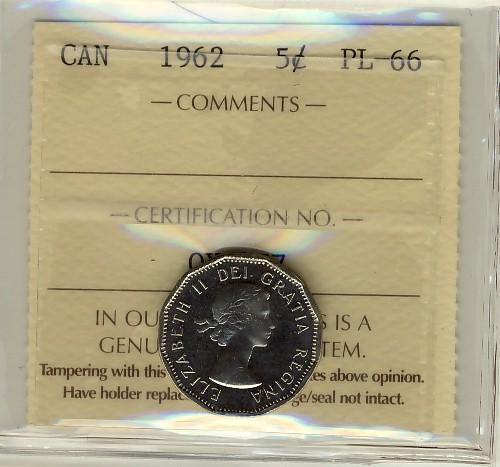 CAN 1962 5¢ PL-66
— COMMENTS —
— CERTIFICATION NO. —
IN OU S IS A
GENU TEM.
Tampering with this es above opinion.
Have holder replac ge/seal not intact.
ELIZABETH II DEI GRATIA REGINA